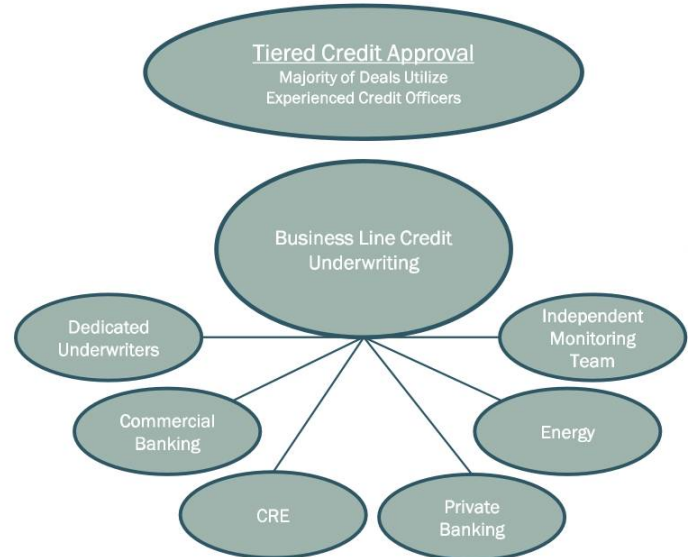 Tiered Credit Approval
Majority of Deals Utilize
Experienced Credit Officers
Business Line Credit
Underwriting
Dedicated
Underwriters
Independent
Monitoring
Team
Commercial
Banking
Energy
CRE
Private
Banking